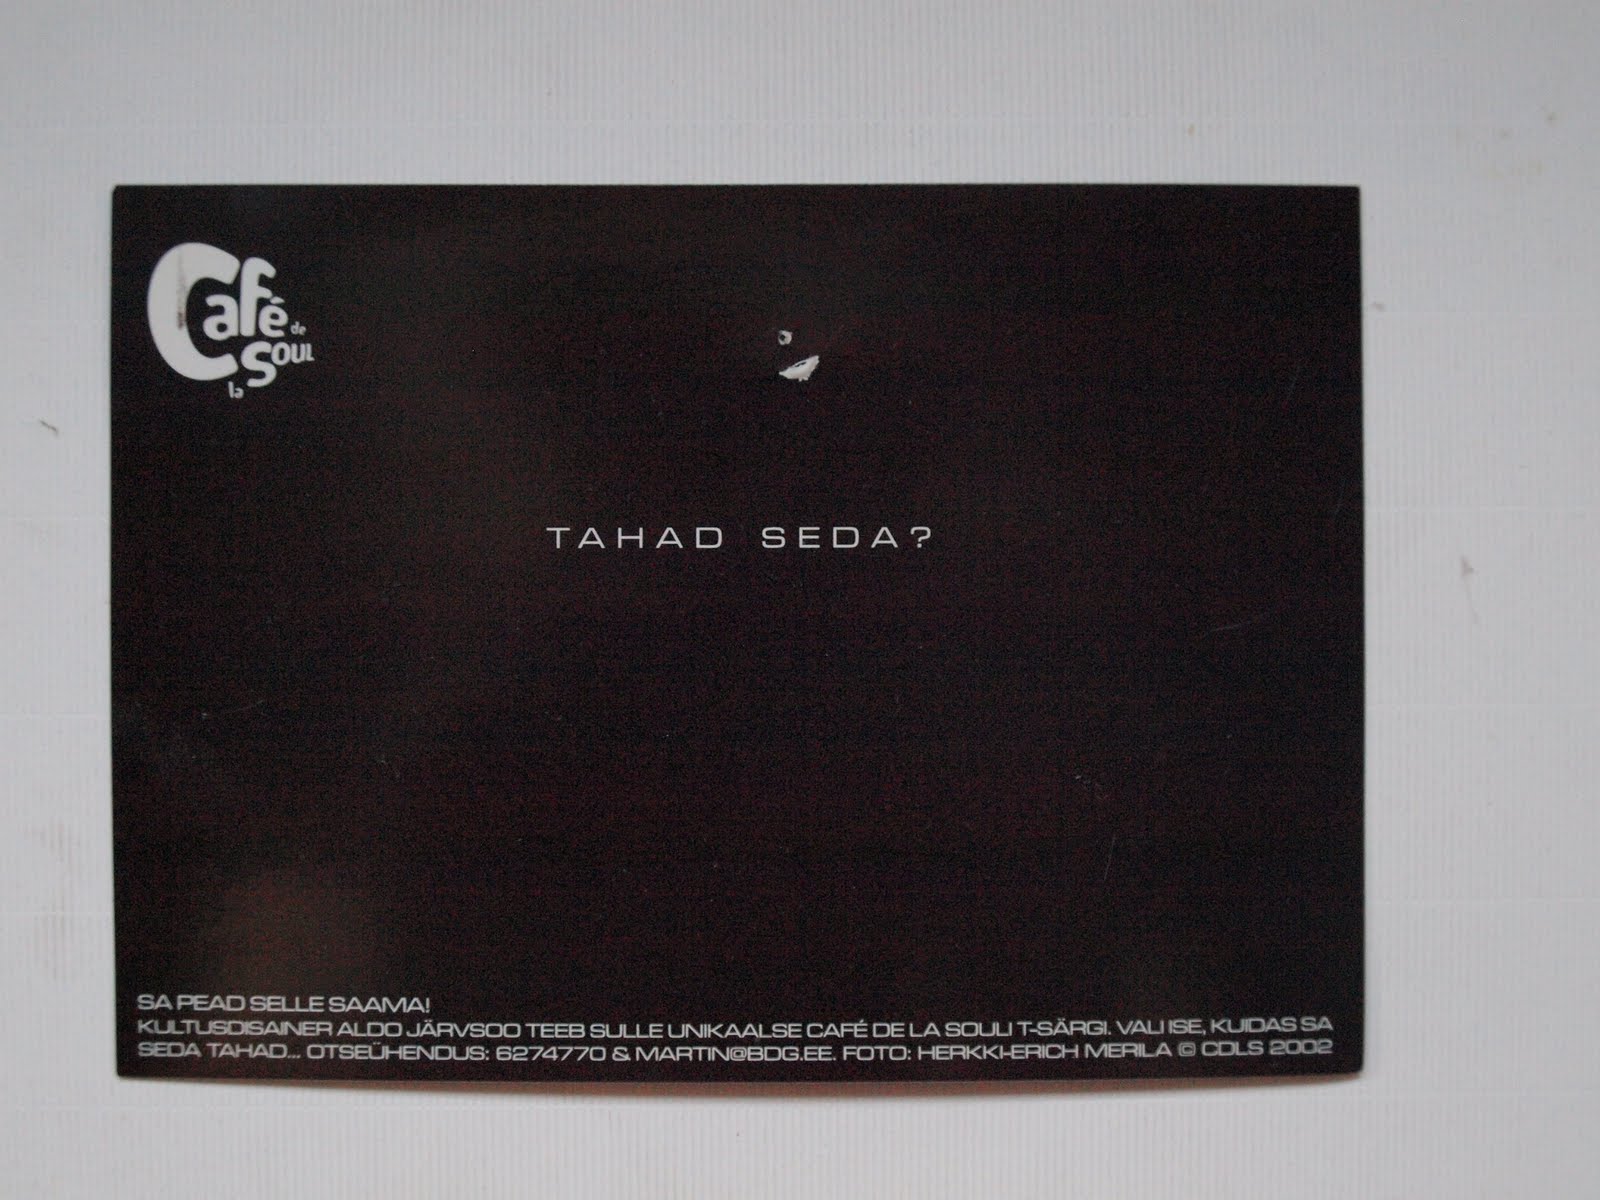 Café de la Soul
TAHAD SEDA?
SA PEAD SELLE SAAMA!
KULTUSDISAINER ALDO JÄRVSOO TEEB SULLE UNIKAALSE CAFÉ DE LA SOULI T-SÄRGI. VALI ISE, KUIDAS SA
SEDA TAHAD... OTSEÜHENDUS: 6274770 & MARTIN@BDG.EE. FOTO: HERKKI-ERICH MERILA © CDLS 2002